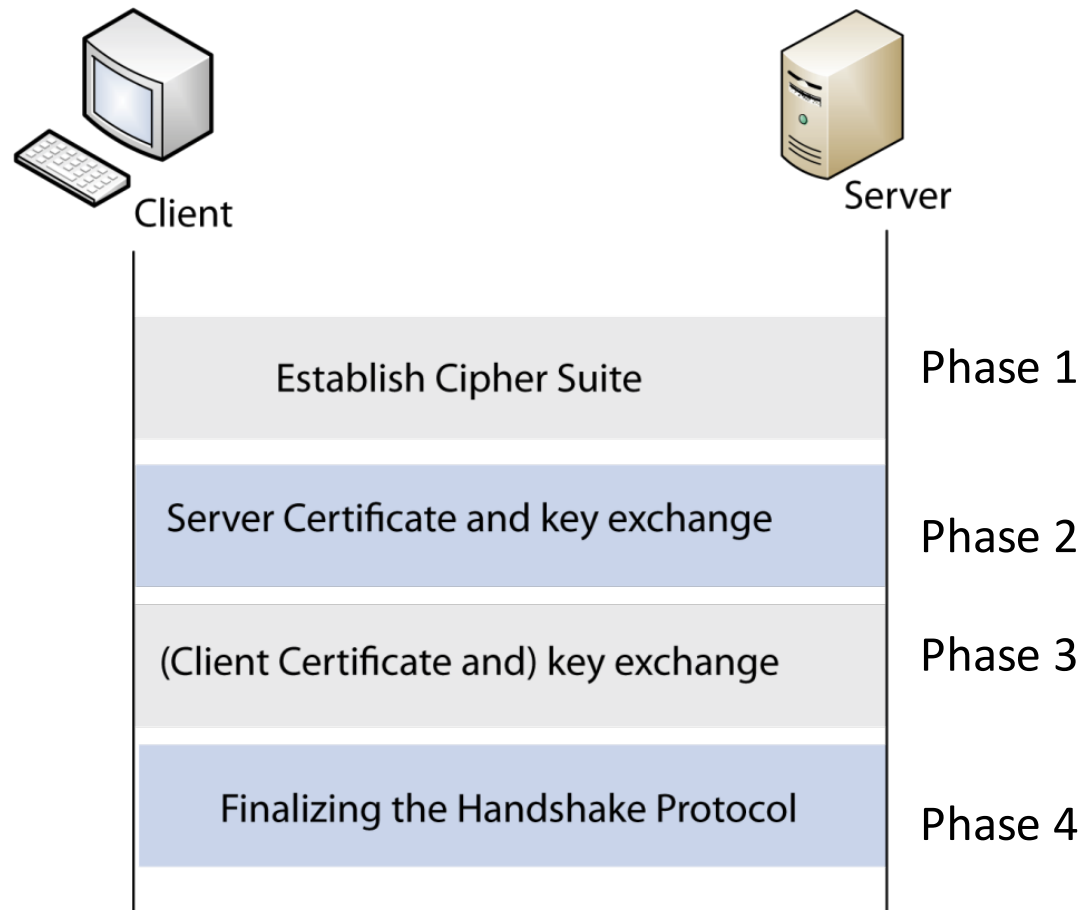 Client
Server
Establish Cipher Suite
Phase 1
Server Certificate and key exchange
Phase 2
(Client Certificate and) key exchange
Phase 3
Finalizing the Handshake Protocol
Phase 4